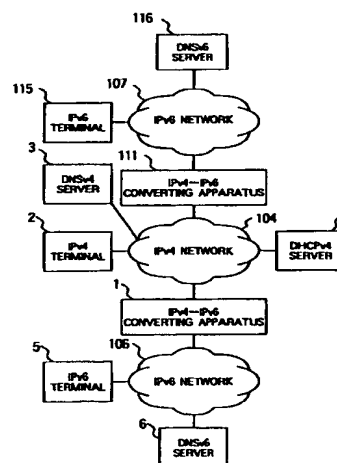 116
DNSv6
SERVER
107
115
IPv6
TERMINAL
IPv6 NETWORK
3
111
DNSv4
SERVER
IPv4—IPv6
CONVERTING APPARATUS
2
104
IPv4
TERMINAL
IPv4 NETWORK
DHCPv4
SERVER
1
IPv4—IPv6
CONVERTING APPARATUS
5
106
IPv6
TERMINAL
IPv6 NETWORK
6
DNSv6
SERVER